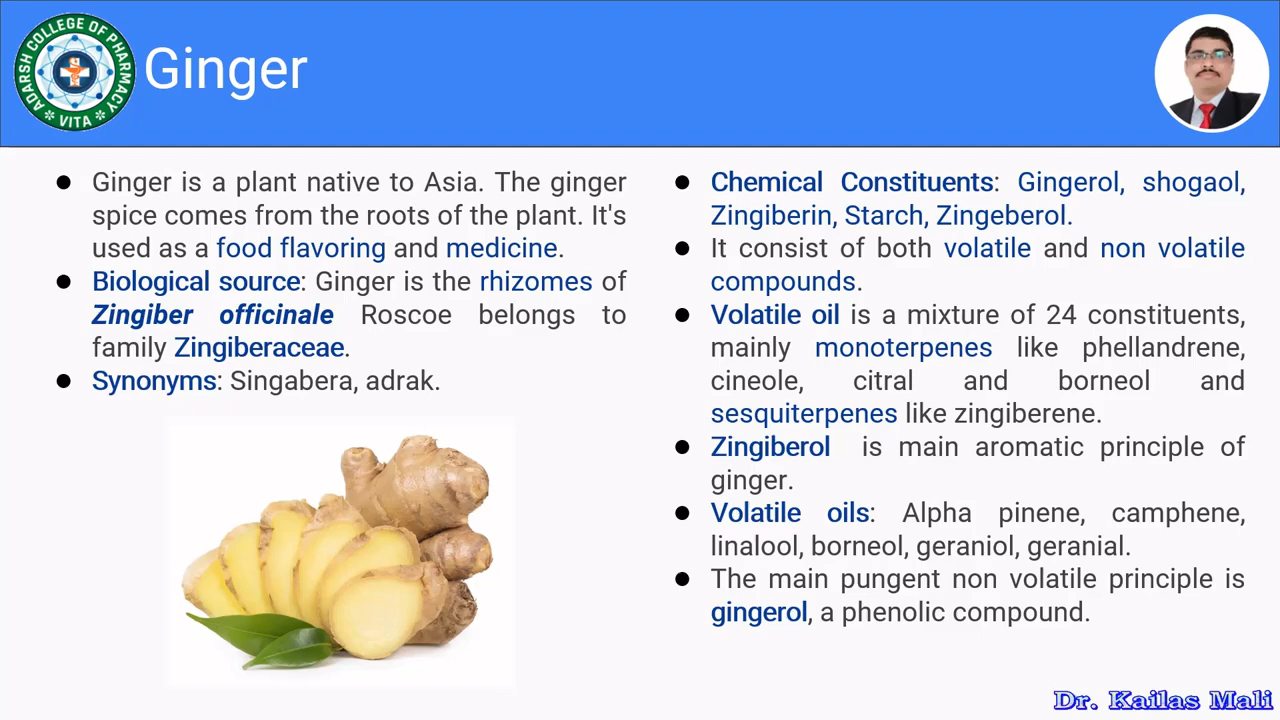 ADARSH COLLEGE OF PHARMACY
VITA
Ginger
● Ginger is a plant native to Asia. The ginger
spice comes from the roots of the plant. It's
used as a food flavoring and medicine.
● Biological source: Ginger is the rhizomes of
Zingiber officinale Roscoe belongs to
family Zingiberaceae.
● Synonyms: Singabera, adrak.
● Chemical Constituents: Gingerol, shogaol,
Zingiberin, Starch, Zingeberol.
● It consist of both volatile and non volatile
compounds.
● Volatile oil is a mixture of 24 constituents,
mainly monoterpenes like phellandrene,
cineole, citral and borneol and
sesquiterpenes like zingiberene.
● Zingiberol is main aromatic principle of
ginger.
● Volatile oils: Alpha pinene, camphene,
linalool, borneol, geraniol, geranial.
● The main pungent non volatile principle is
gingerol, a phenolic compound.
Dr. Kailas Mali